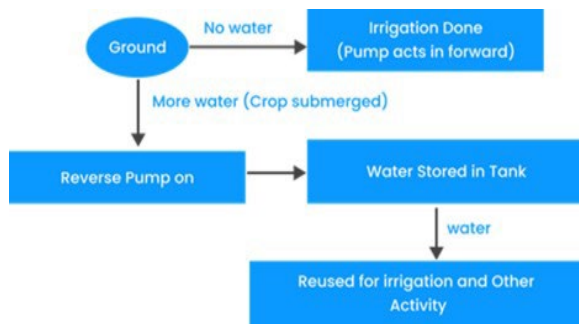 Ground
No water
Irrigation Done
(Pump acts in forward)
More water (Crop submerged)
Reverse Pump on
Water Stored in Tank
water
Reused for irrigation and Other
Activity